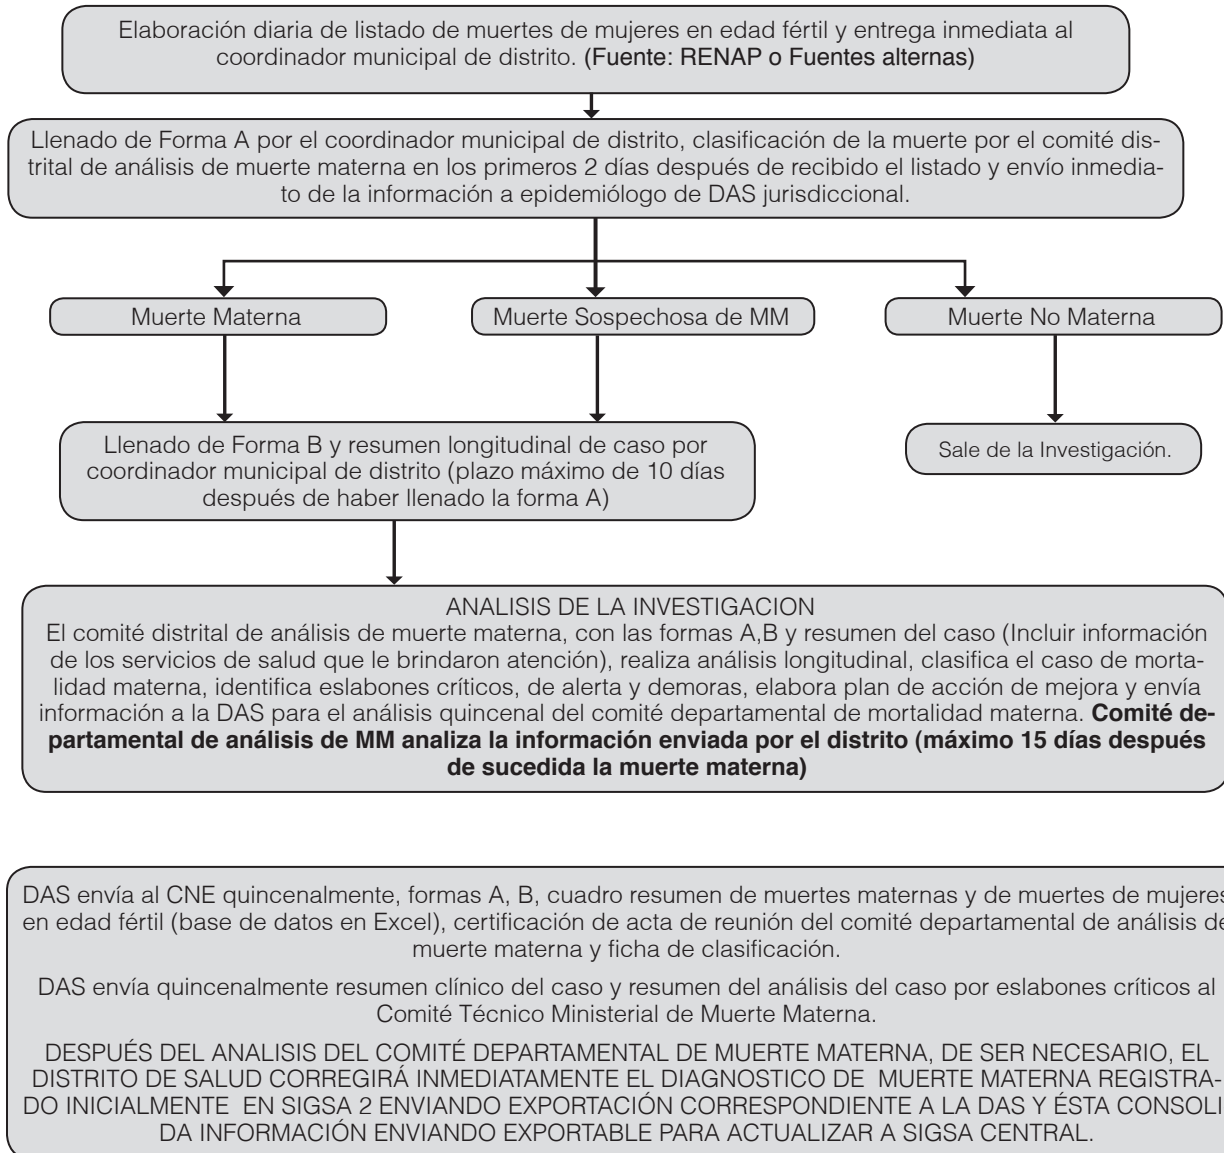 Elaboración diaria de listado de muertes de mujeres en edad fértil y entrega inmediata al
coordinador municipal de distrito. (Fuente: RENAP o Fuentes alternas)
Llenado de Forma A por el coordinador municipal de distrito, clasificación de la muerte por el comité dis-
trital de análisis de muerte materna en los primeros 2 días después de recibido el listado y envío inmedia-
to de la información a epidemiólogo de DAS jurisdiccional.
Muerte Materna
Muerte Sospechosa de MM
Muerte No Materna
Llenado de Forma B y resumen longitudinal de caso por
coordinador municipal de distrito (plazo máximo de 10 días
después de haber llenado la forma A)
Sale de la Investigación.
ANALISIS DE LA INVESTIGACION
El comité distrital de análisis de muerte materna, con las formas A,B y resumen del caso (Incluir información
de los servicios de salud que le brindaron atención), realiza análisis longitudinal, clasifica el caso de morta-
lidad materna, identifica eslabones críticos, de alerta y demoras, elabora plan de acción de mejora y envía
información a la DAS para el análisis quincenal del comité departamental de mortalidad materna. Comité de-
partamental de análisis de MM analiza la información enviada por el distrito (máximo 15 días después
de sucedida la muerte materna)
DAS envía al CNE quincenalmente, formas A, B, cuadro resumen de muertes maternas y de muertes de mujeres
en edad fértil (base de datos en Excel), certificación de acta de reunión del comité departamental de análisis de
muerte materna y ficha de clasificación.
DAS envía quincenalmente resumen clínico del caso y resumen del análisis del caso por eslabones críticos al
Comité Técnico Ministerial de Muerte Materna.
DESPUÉS DEL ANALISIS DEL COMITÉ DEPARTAMENTAL DE MUERTE MATERNA, DE SER NECESARIO, EL
DISTRITO DE SALUD CORREGIRÁ INMEDIATAMENTE EL DIAGNOSTICO DE MUERTE MATERNA REGISTRA-
DO INICIALMENTE EN SIGSA 2 ENVIANDO EXPORTACIÓN CORRESPONDIENTE A LA DAS Y ÉSTA CONSOLI
DA INFORMACIÓN ENVIANDO EXPORTABLE PARA ACTUALIZAR A SIGSA CENTRAL.